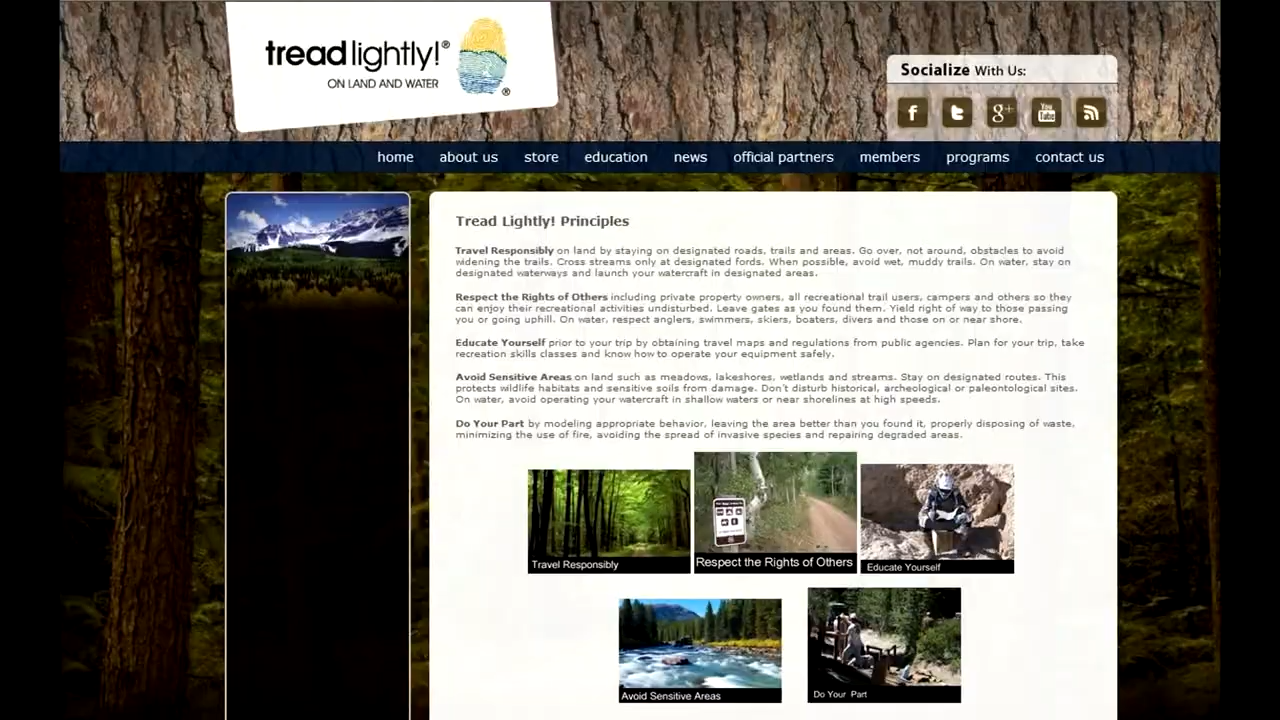 treadlightly!®
ON LAND AND WATER ®
Socialize With Us:
f t g+ You Tube
home about us store education news official partners members programs contact us
Tread Lightly! Principles
Travel Responsibly on land by staying on designated roads, trails and areas. Go over, not around, obstacles to avoid
widening the trails. Cross streams only at designated fords. When possible, avoid wet, muddy trails. On water, stay on
designated waterways and launch your watercraft in designated areas.
Respect the Rights of Others including private property owners, all recreational trail users, campers and others so they
can enjoy their recreational activities undisturbed. Leave gates as you found them. Yield right of way to those passing
you or going uphill. On water, respect anglers, swimmers, skiers, boaters, divers and those on or near shore.
Educate Yourself prior to your trip by obtaining travel maps and regulations from public agencies. Plan for your trip, take
recreation skills classes and know how to operate your equipment safely.
Avoid Sensitive Areas on land such as meadows, lakeshores, wetlands and streams. Stay on designated routes. This
protects wildlife habitats and sensitive soils from damage. Don't disturb historical, archeological or paleontological sites.
On water, avoid operating your watercraft in shallow waters or near shorelines at high speeds.
Do Your Part by modeling appropriate behavior, leaving the area better than you found it, properly disposing of waste,
minimizing the use of fire, avoiding the spread of invasive species and repairing degraded areas.
Travel Responsibly
Respect the Rights of Others
Educate Yourself
Avoid Sensitive Areas
Do Your Part